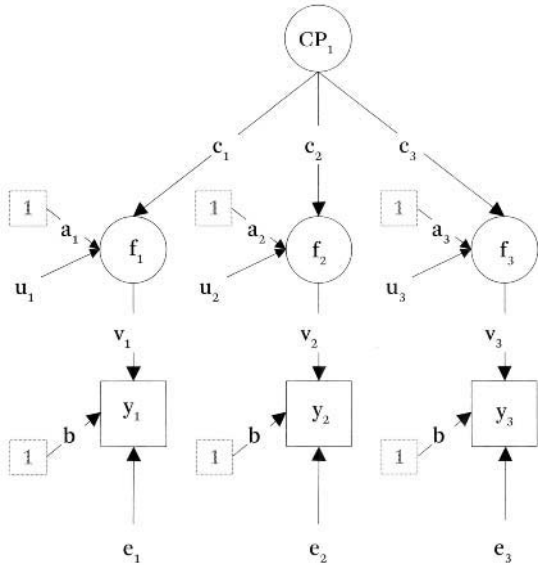 CP₁
c₁ c₂ c₃
1 1 1
a₁ a₂ a₃
f₁ f₂ f₃
u₁ u₂ u₃
v₁ v₂ v₃
y₁ y₂ y₃
b b b
1 1 1
e₁ e₂ e₃